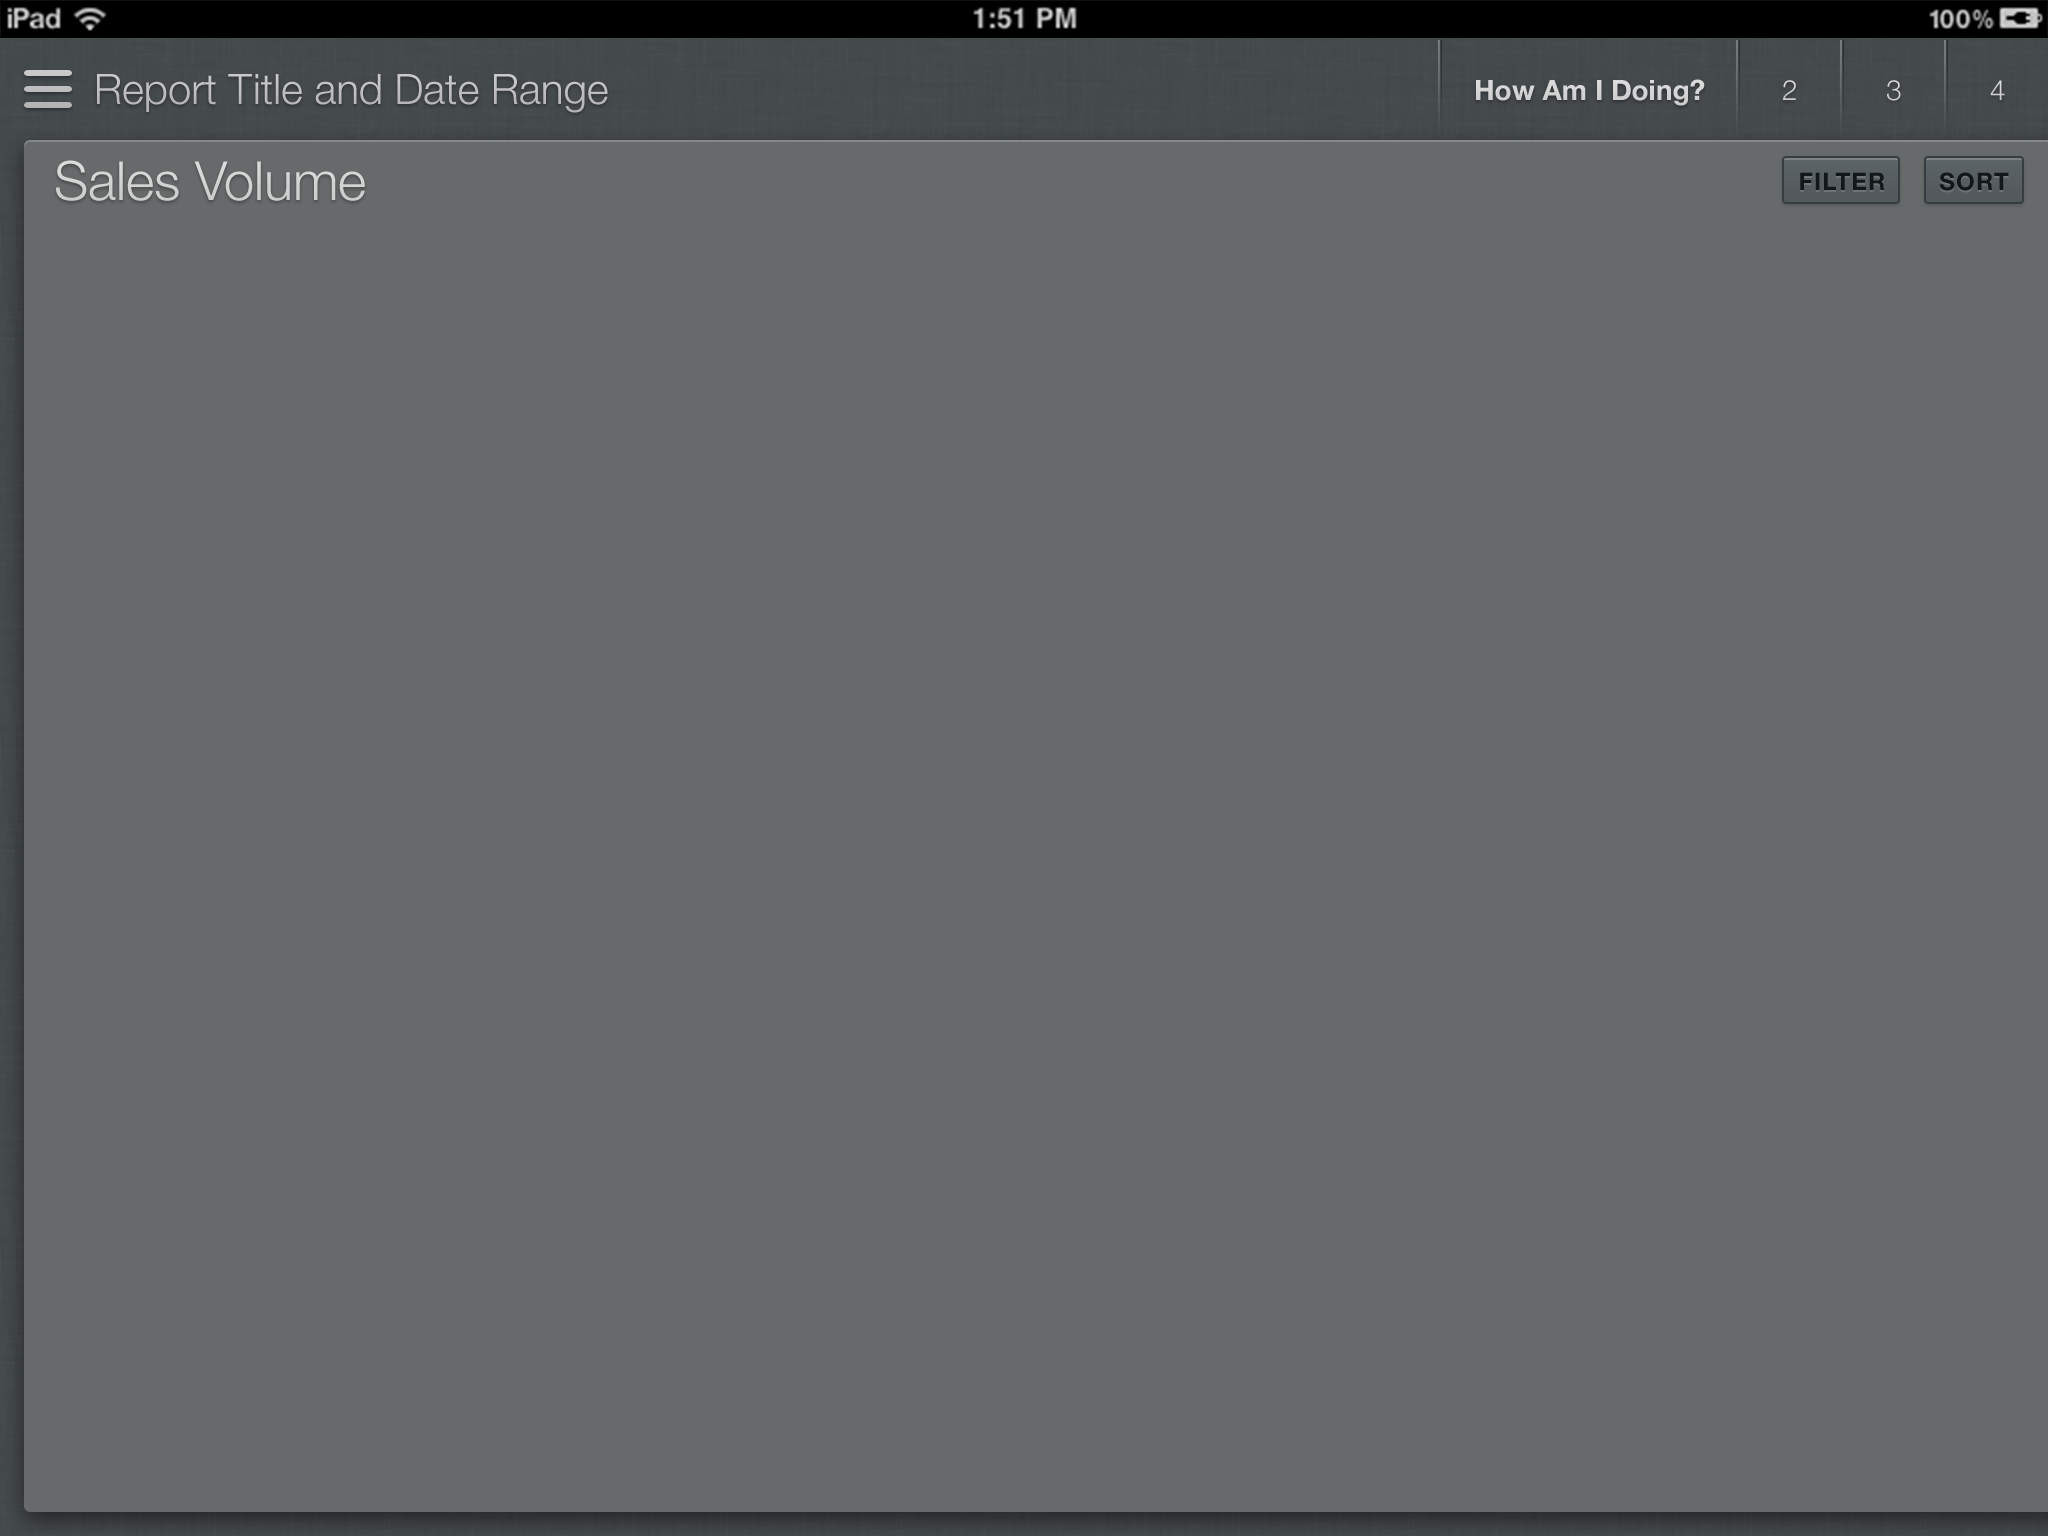 iPad 1:51 PM 100%
Report Title and Date Range How Am I Doing? 2 3 4
Sales Volume FILTER SORT